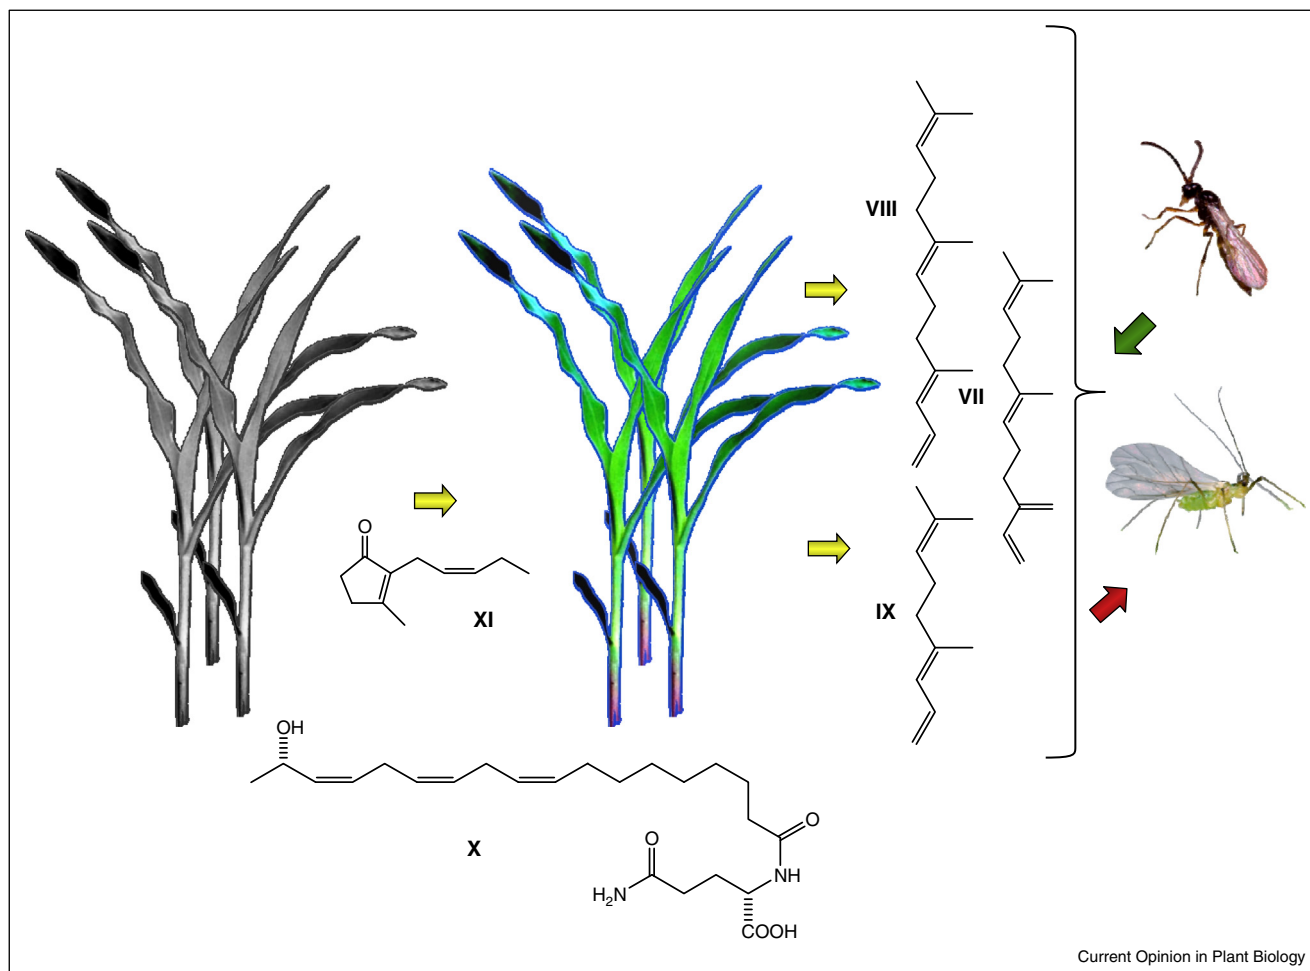 VIII
VII
O
XI
IX
OH
X
O
O
NH
H2N
COOH
Current Opinion in Plant Biology